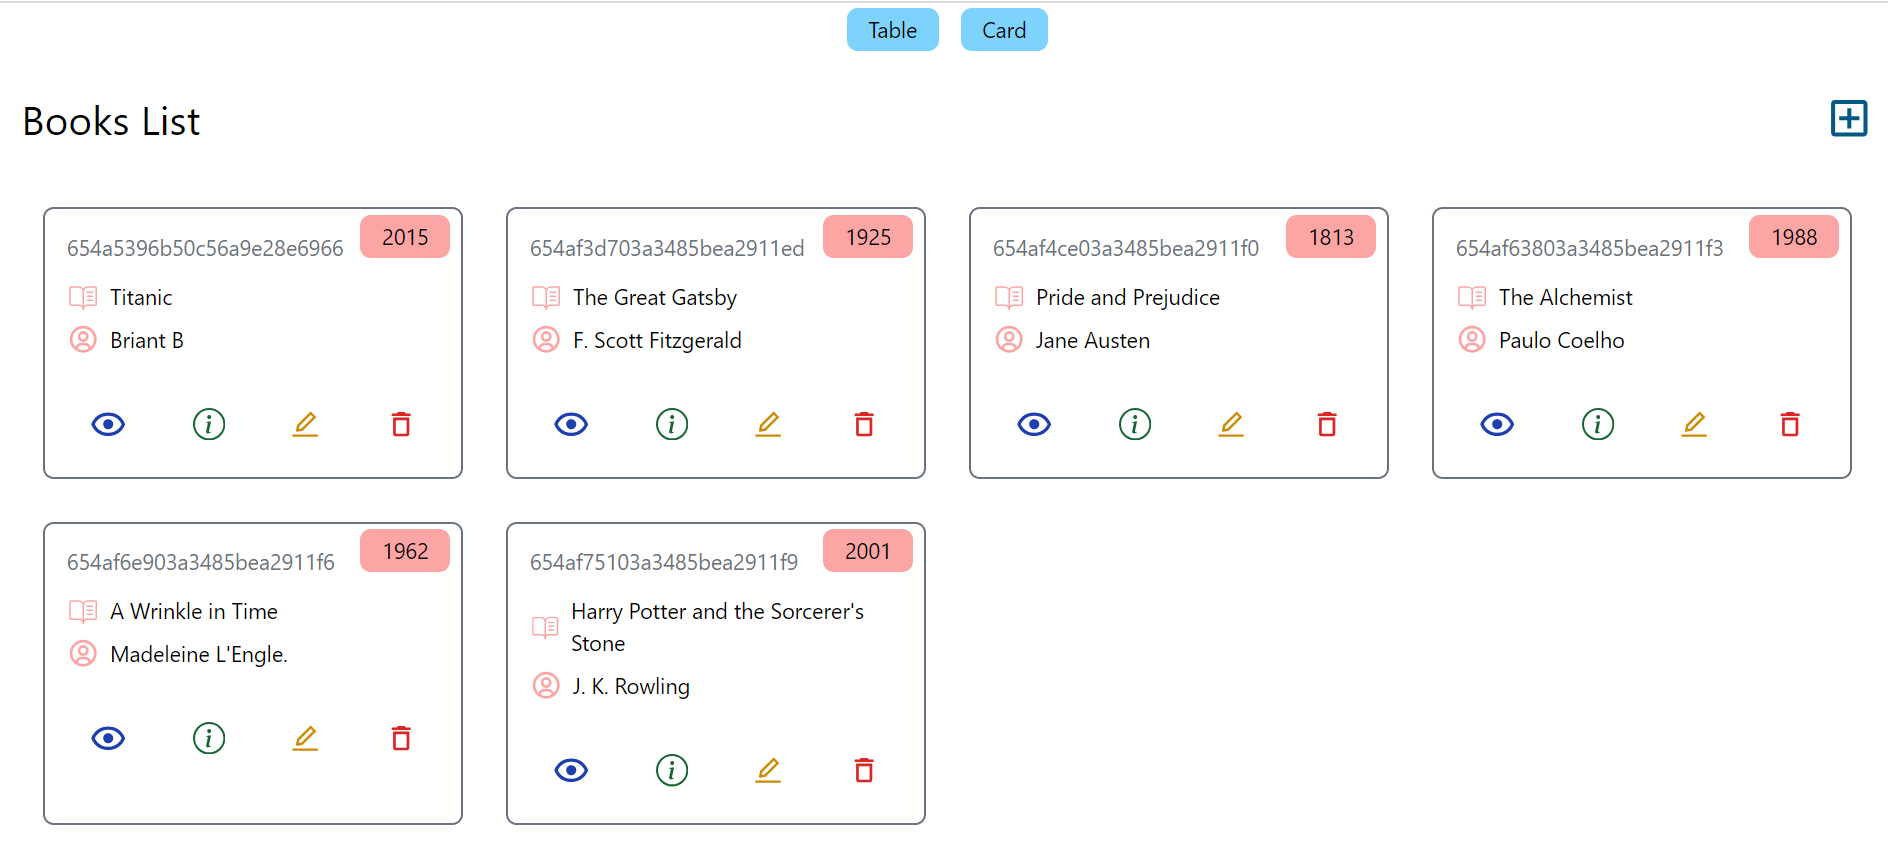 Table
Card
Books List
654a5396b50c56a9e28e6966
2015
Titanic
Briant B
654af3d703a3485bea2911ed
1925
The Great Gatsby
F. Scott Fitzgerald
654af4ce03a3485bea2911f0
1813
Pride and Prejudice
Jane Austen
654af63803a3485bea2911f3
1988
The Alchemist
Paulo Coelho
654af6e903a3485bea2911f6
1962
A Wrinkle in Time
Madeleine L'Engle.
654af75103a3485bea2911f9
2001
Harry Potter and the Sorcerer's
Stone
J. K. Rowling